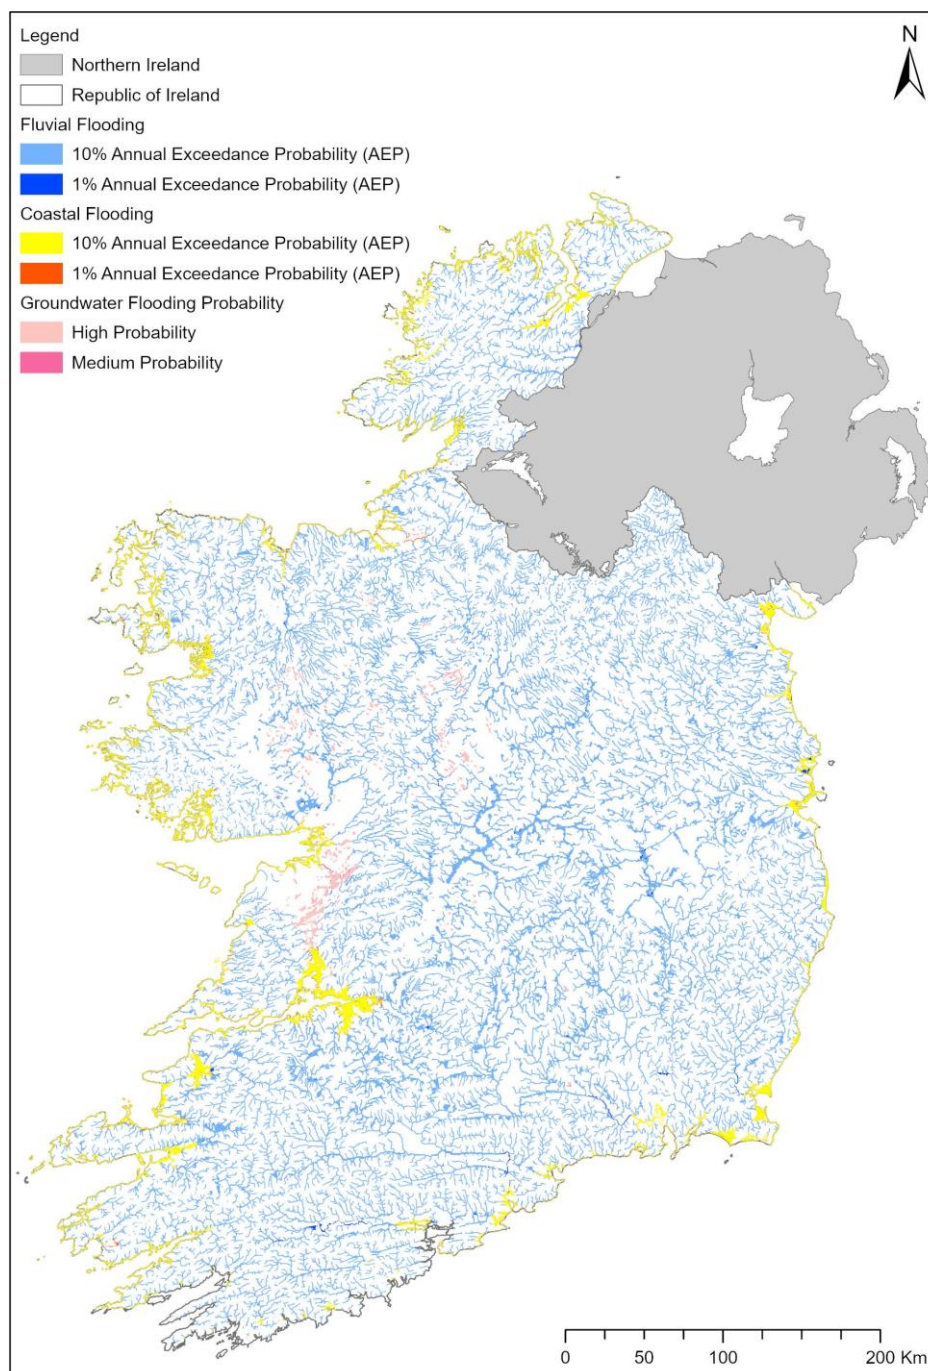 Legend
Northern Ireland
Republic of Ireland
Fluvial Flooding
10% Annual Exceedance Probability (AEP)
1% Annual Exceedance Probability (AEP)
Coastal Flooding
10% Annual Exceedance Probability (AEP)
1% Annual Exceedance Probability (AEP)
Groundwater Flooding Probability
High Probability
Medium Probability
N
0 50 100 200 Km